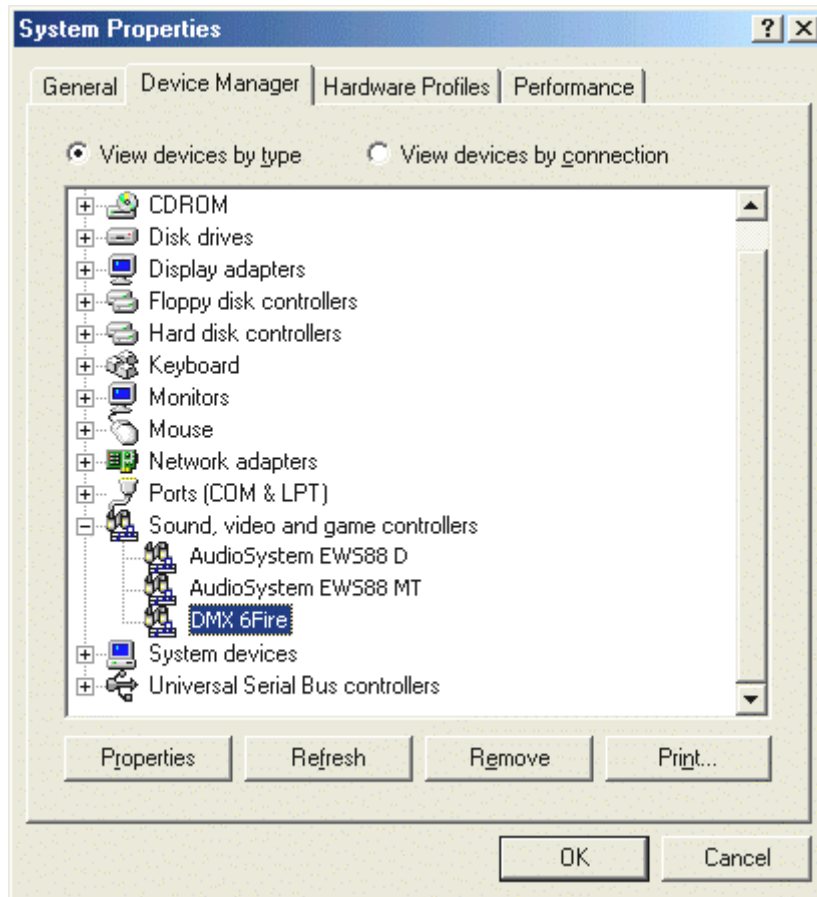 System Properties
General Device Manager Hardware Profiles Performance
View devices by type View devices by connection
CDROM
Disk drives
Display adapters
Floppy disk controllers
Hard disk controllers
Keyboard
Monitors
Mouse
Network adapters
Ports (COM & LPT)
Sound, video and game controllers
AudioSystem EWS88 D
AudioSystem EWS88 MT
DMX 6Fire
System devices
Universal Serial Bus controllers
Properties Refresh Remove Print...
OK Cancel